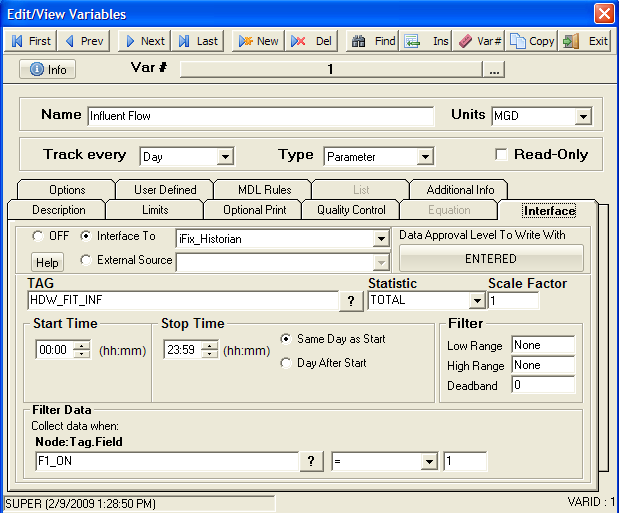 Edit/View Variables
First Prev Next Last New Del Find Ins Var# Copy Exit
Info Var # 1 ...
Name Influent Flow Units MGD
Track every Day Type Parameter Read-Only
Options User Defined MDL Rules List Additional Info
Description Limits Optional Print Quality Control Equation Interface
OFF Interface To iFix_Historian Data Approval Level To Write With
Help External Source ENTERED
TAG Statistic Scale Factor
HDW_FIT_INF ? TOTAL 1
Start Time Stop Time Same Day as Start Filter
00:00 (hh:mm) 23:59 (hh:mm) Day After Start Low Range None
High Range None
Deadband 0
Filter Data
Collect data when:
Node:Tag.Field
F1_ON ? = 1
SUPER (2/9/2009 1:28:50 PM) VARID : 1